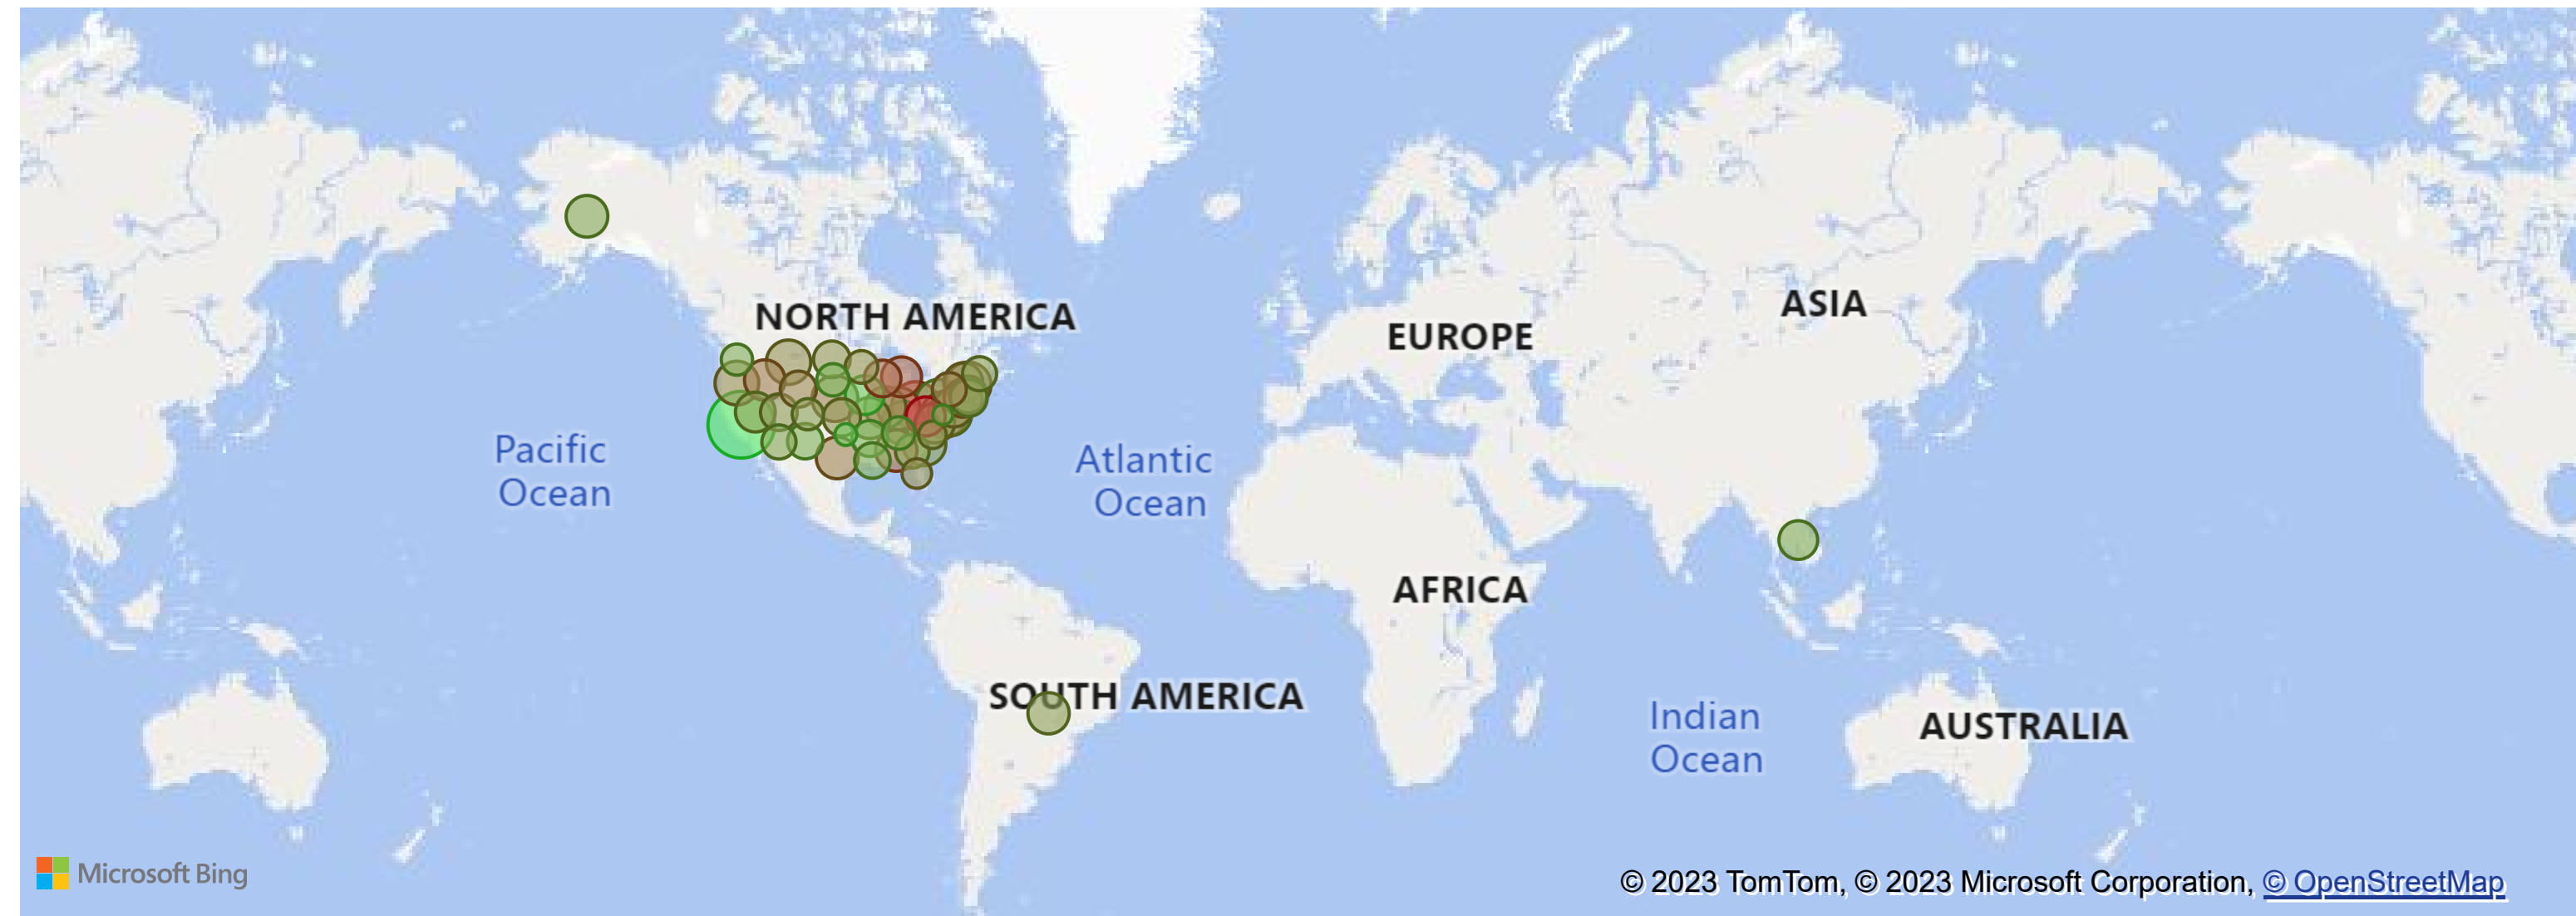 NORTH AMERICA
ASIA
EUROPE
Pacific
Ocean
Atlantic
Ocean
AFRICA
SOUTH AMERICA
Indian
Ocean
AUSTRALIA
Microsoft Bing
© 2023 TomTom, © 2023 Microsoft Corporation, © OpenStreetMap